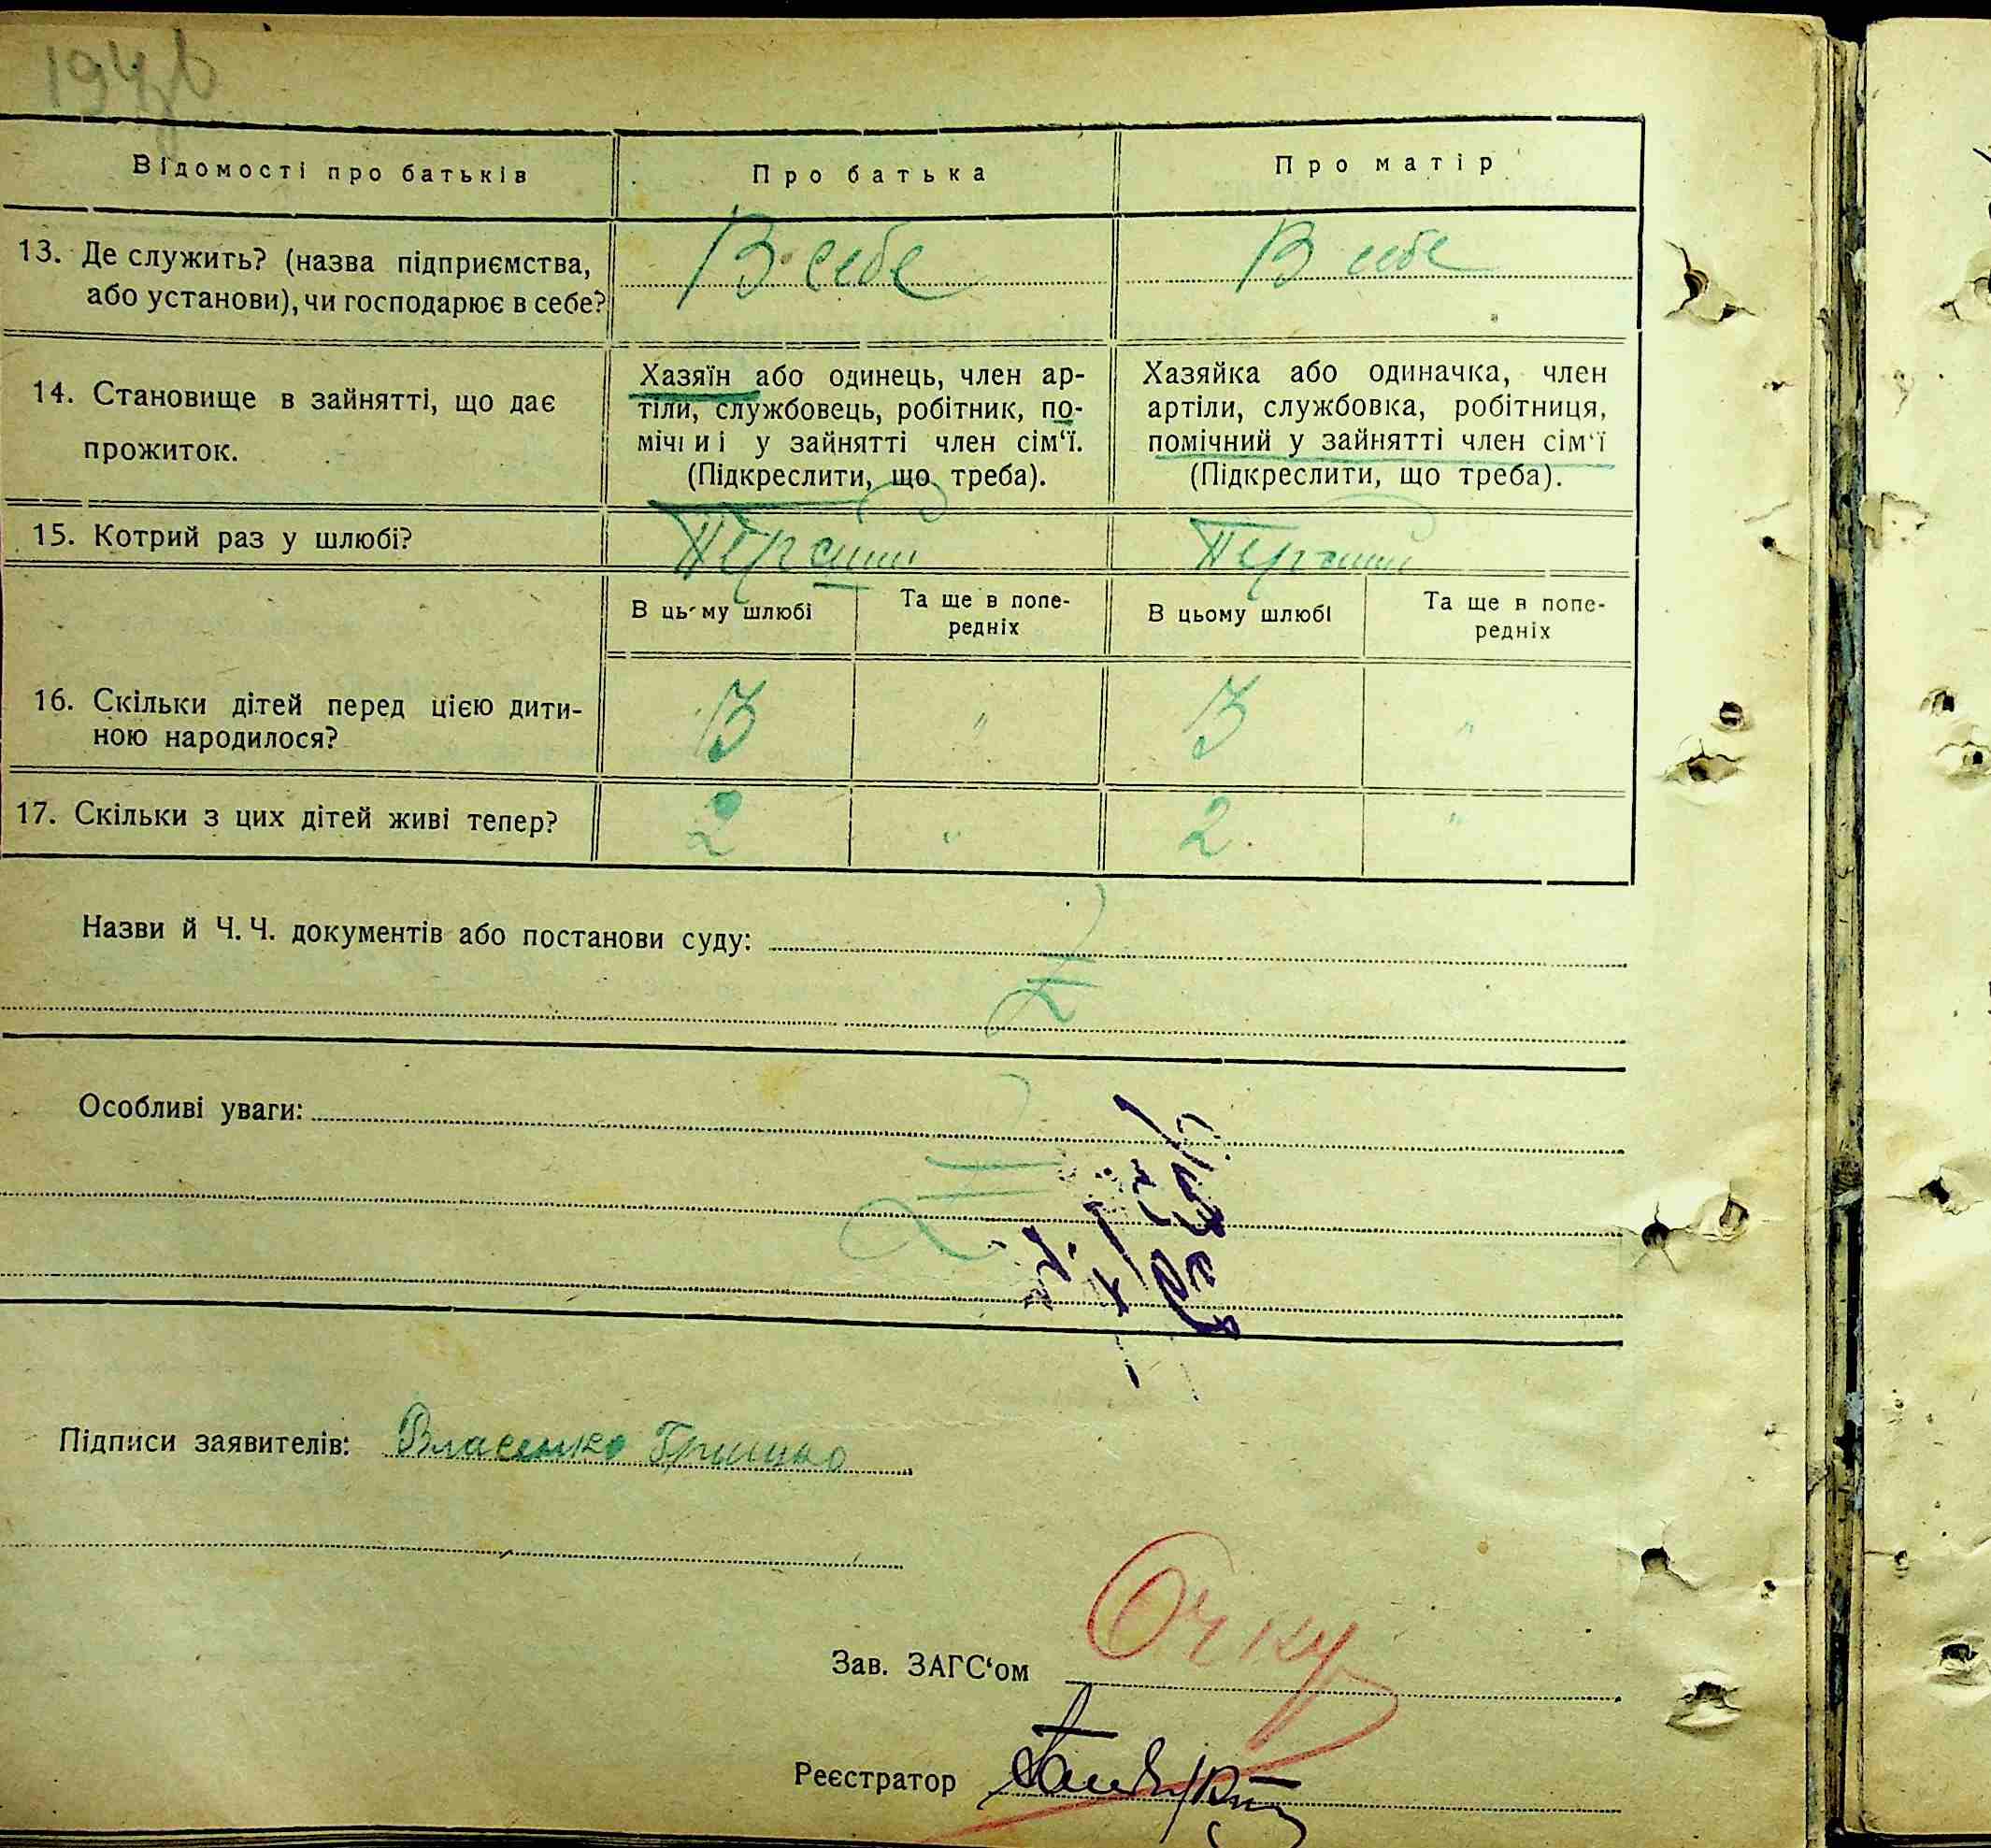 Відомості про батьків
Про батька
Про матір
13. Де служить? (назва підприємства,
або установи), чи господарює в себе?
В себе
В себе
14. Становище в зайнятті, що дає
прожиток.
Хазяїн або одинець, член ар-
тіли, службовець, робітник, по-
мічниі у зайнятті член сім‘ї.
(Підкреслити, що треба).
Хазяйка або одиначка, член
артіли, службовка, робітниця,
помічний у зайнятті член сім‘ї
(Підкреслити, що треба).
15. Котрий раз у шлюбі?
Перший
Перший
В цьому шлюбі
Та ще в попе-
редніх
В цьому шлюбі
Та ще в попе-
редніх
16. Скільки дітей перед цією дити-
ною народилося?
3
"
3
"
17. Скільки з цих дітей живі тепер?
2
"
2.
"
Назви й Ч. Ч. документів або постанови суду:
Особливі уваги:
Підписи заявителів: Власенко Грицко
Зав. ЗАГС‘ом
Реєстратор